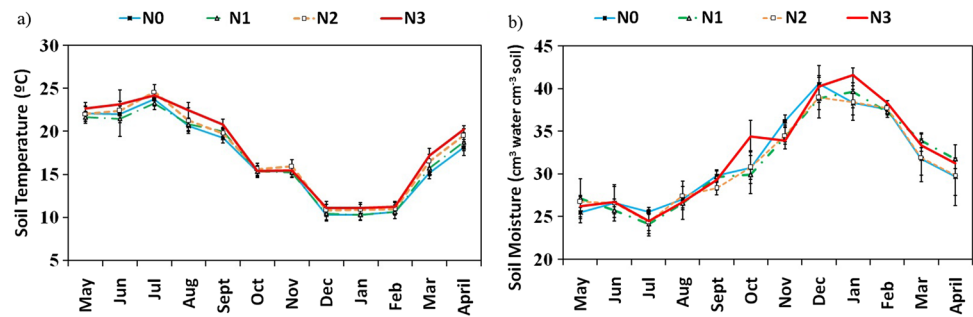 a)
N0 N1 N2 N3
Soil Temperature (ºC)
30
25
20
15
10
5
May Jun Jul Aug Sept Oct Nov Dec Jan Feb Mar April
b)
N0 N1 N2 N3
Soil Moisture (cm³ water cm⁻³ soil)
45
40
35
30
25
20
May Jun Jul Aug Sept Oct Nov Dec Jan Feb Mar April